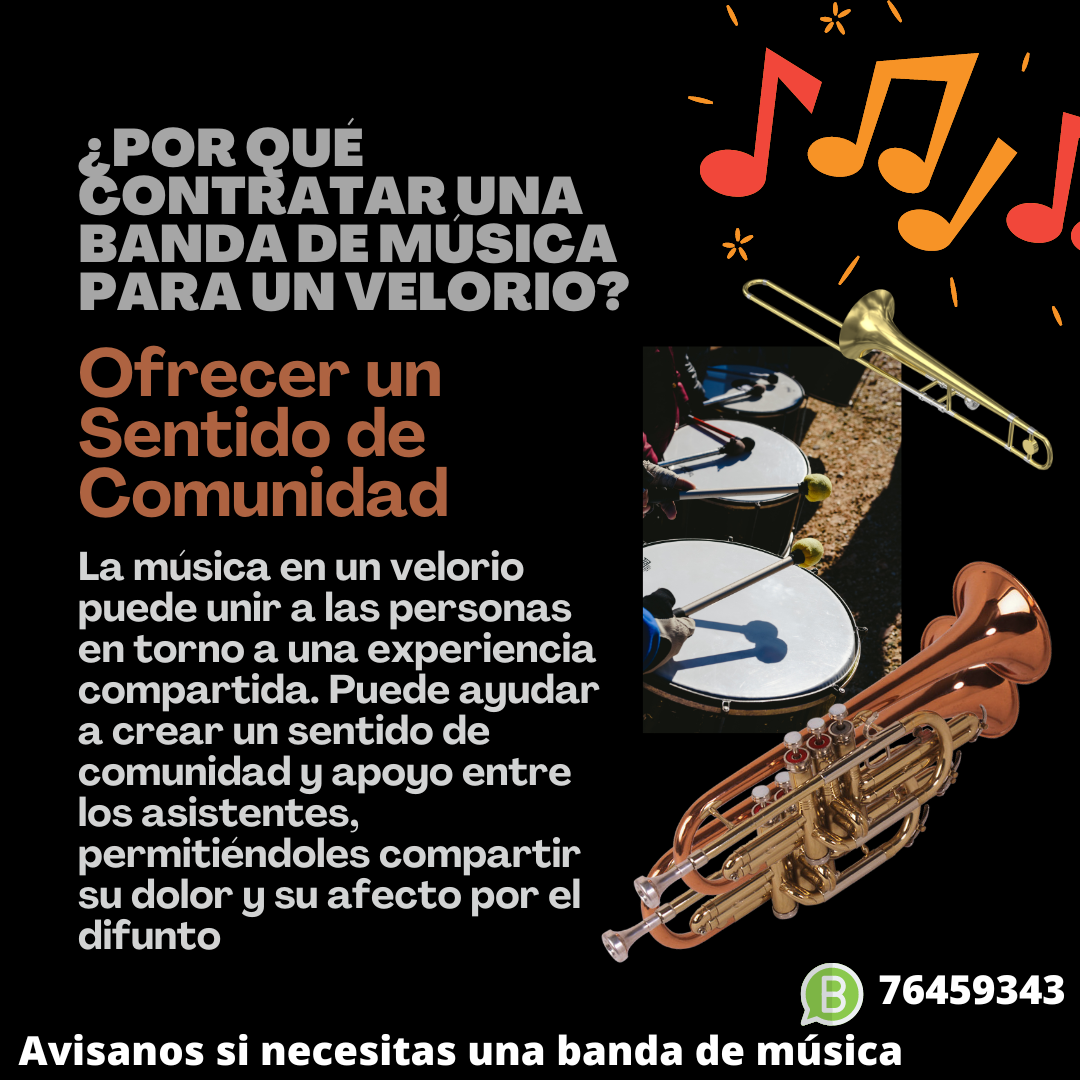 ¿POR QUÉ
CONTRATAR UNA
BANDA DE MÚSICA
PARA UN VELORIO?
Ofrecer un
Sentido de
Comunidad
La música en un velorio
puede unir a las personas
en torno a una experiencia
compartida. Puede ayudar
a crear un sentido de
comunidad y apoyo entre
los asistentes,
permitiéndoles compartir
su dolor y su afecto por el
difunto
B 76459343
Avisanos si necesitas una banda de música